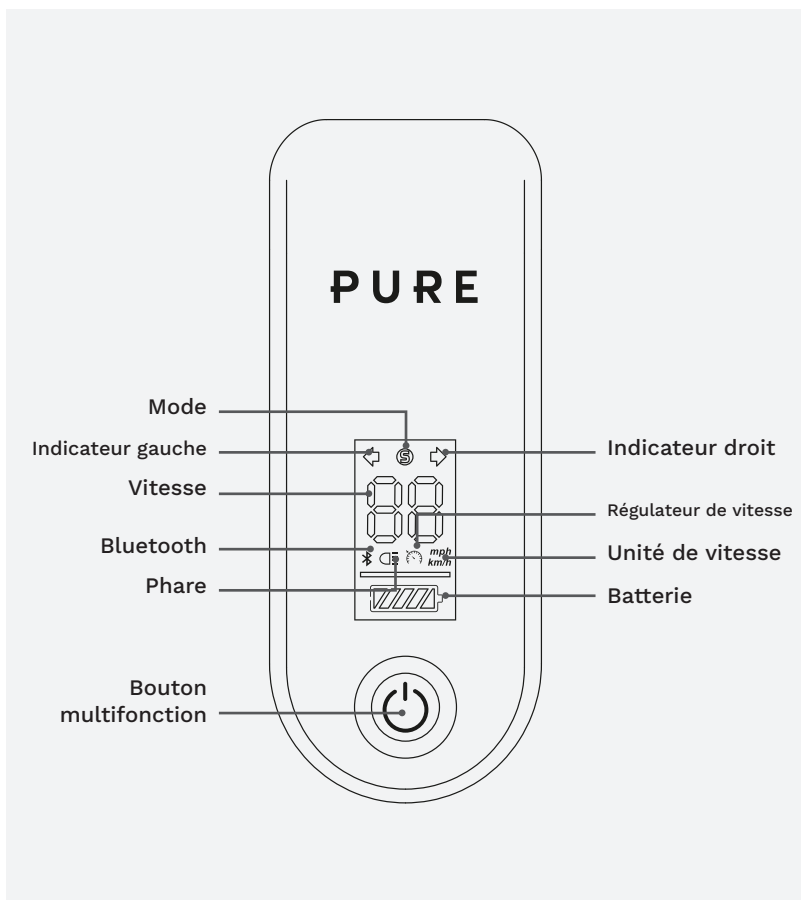 PURE
Mode
Indicateur gauche
Vitesse
Bluetooth
Phare
Bouton
multifonction
S
88
mph
km/h
Indicateur droit
Régulateur de vitesse
Unité de vitesse
Batterie